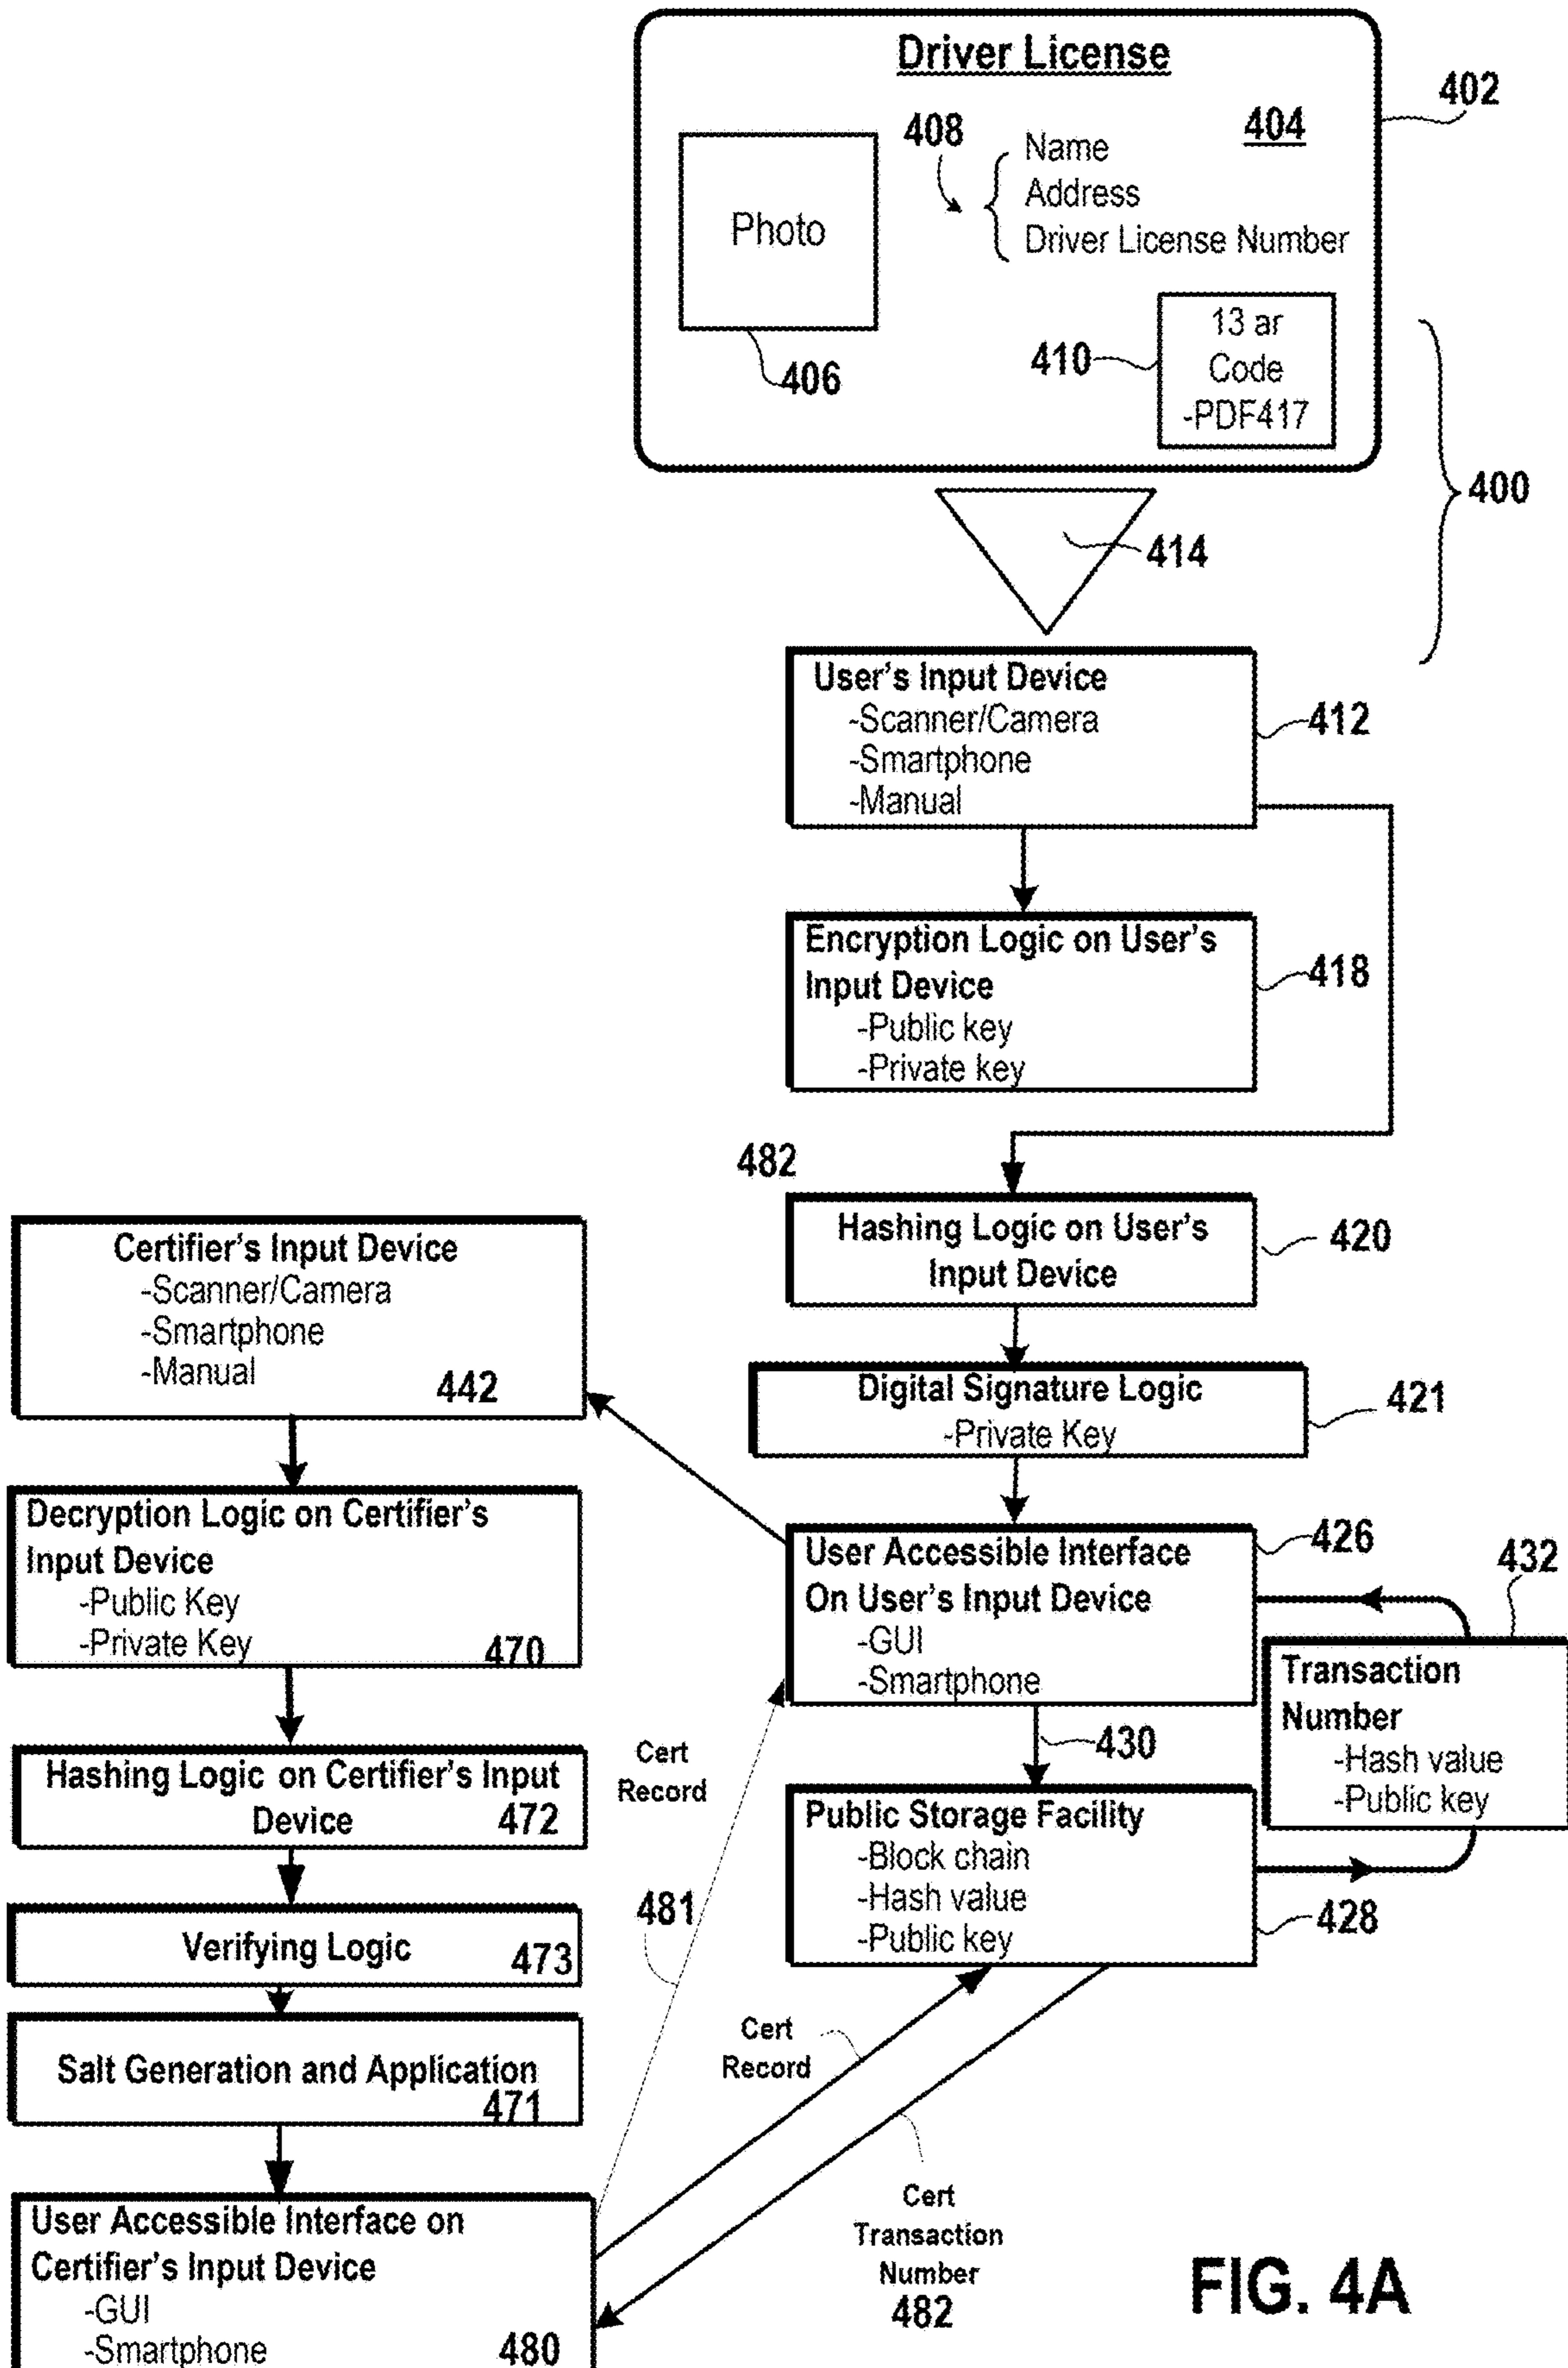 Driver License
402
404
408
Name
Address
Driver License Number
Photo
406
410
13 ar
Code
-PDF417
400
414
User's Input Device
-Scanner/Camera
-Smartphone
-Manual
412
Encryption Logic on User's
Input Device
-Public key
-Private key
418
482
Hashing Logic on User's
Input Device
420
Digital Signature Logic
-Private Key
421
User Accessible Interface
On User's Input Device
-GUI
-Smartphone
426
432
Transaction
Number
-Hash value
-Public key
430
Public Storage Facility
-Block chain
-Hash value
-Public key
428
Certifier's Input Device
-Scanner/Camera
-Smartphone
-Manual
442
Decryption Logic on Certifier's
Input Device
-Public Key
-Private Key
470
Hashing Logic on Certifier's Input
Device
472
Verifying Logic
473
Salt Generation and Application
471
User Accessible Interface on
Certifier's Input Device
-GUI
-Smartphone
480
Cert
Record
481
Cert
Record
Cert
Transaction
Number
482
FIG. 4A